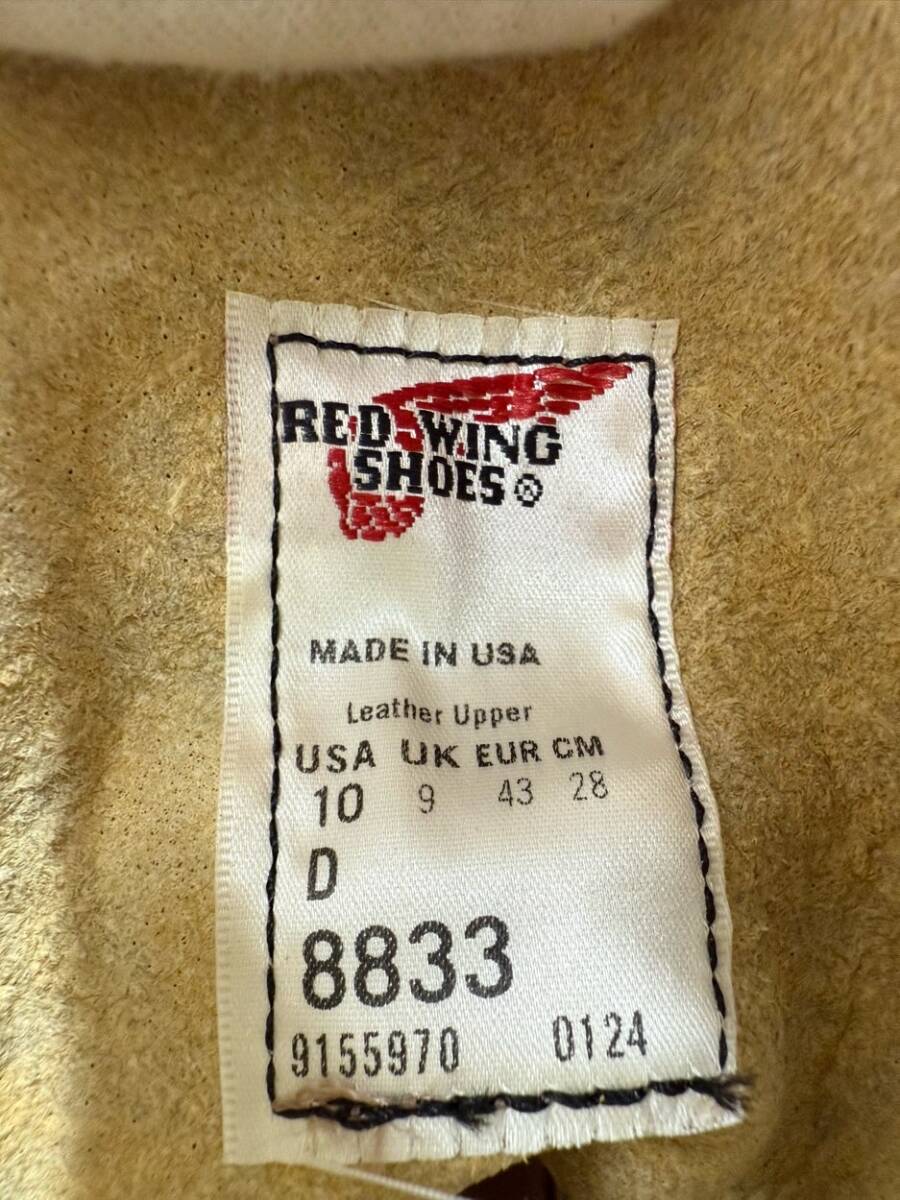 RED WING
SHOES®
MADE IN USA
Leather Upper
USA UK EUR CM
10 9 43 28
D
8833
9155970 0124